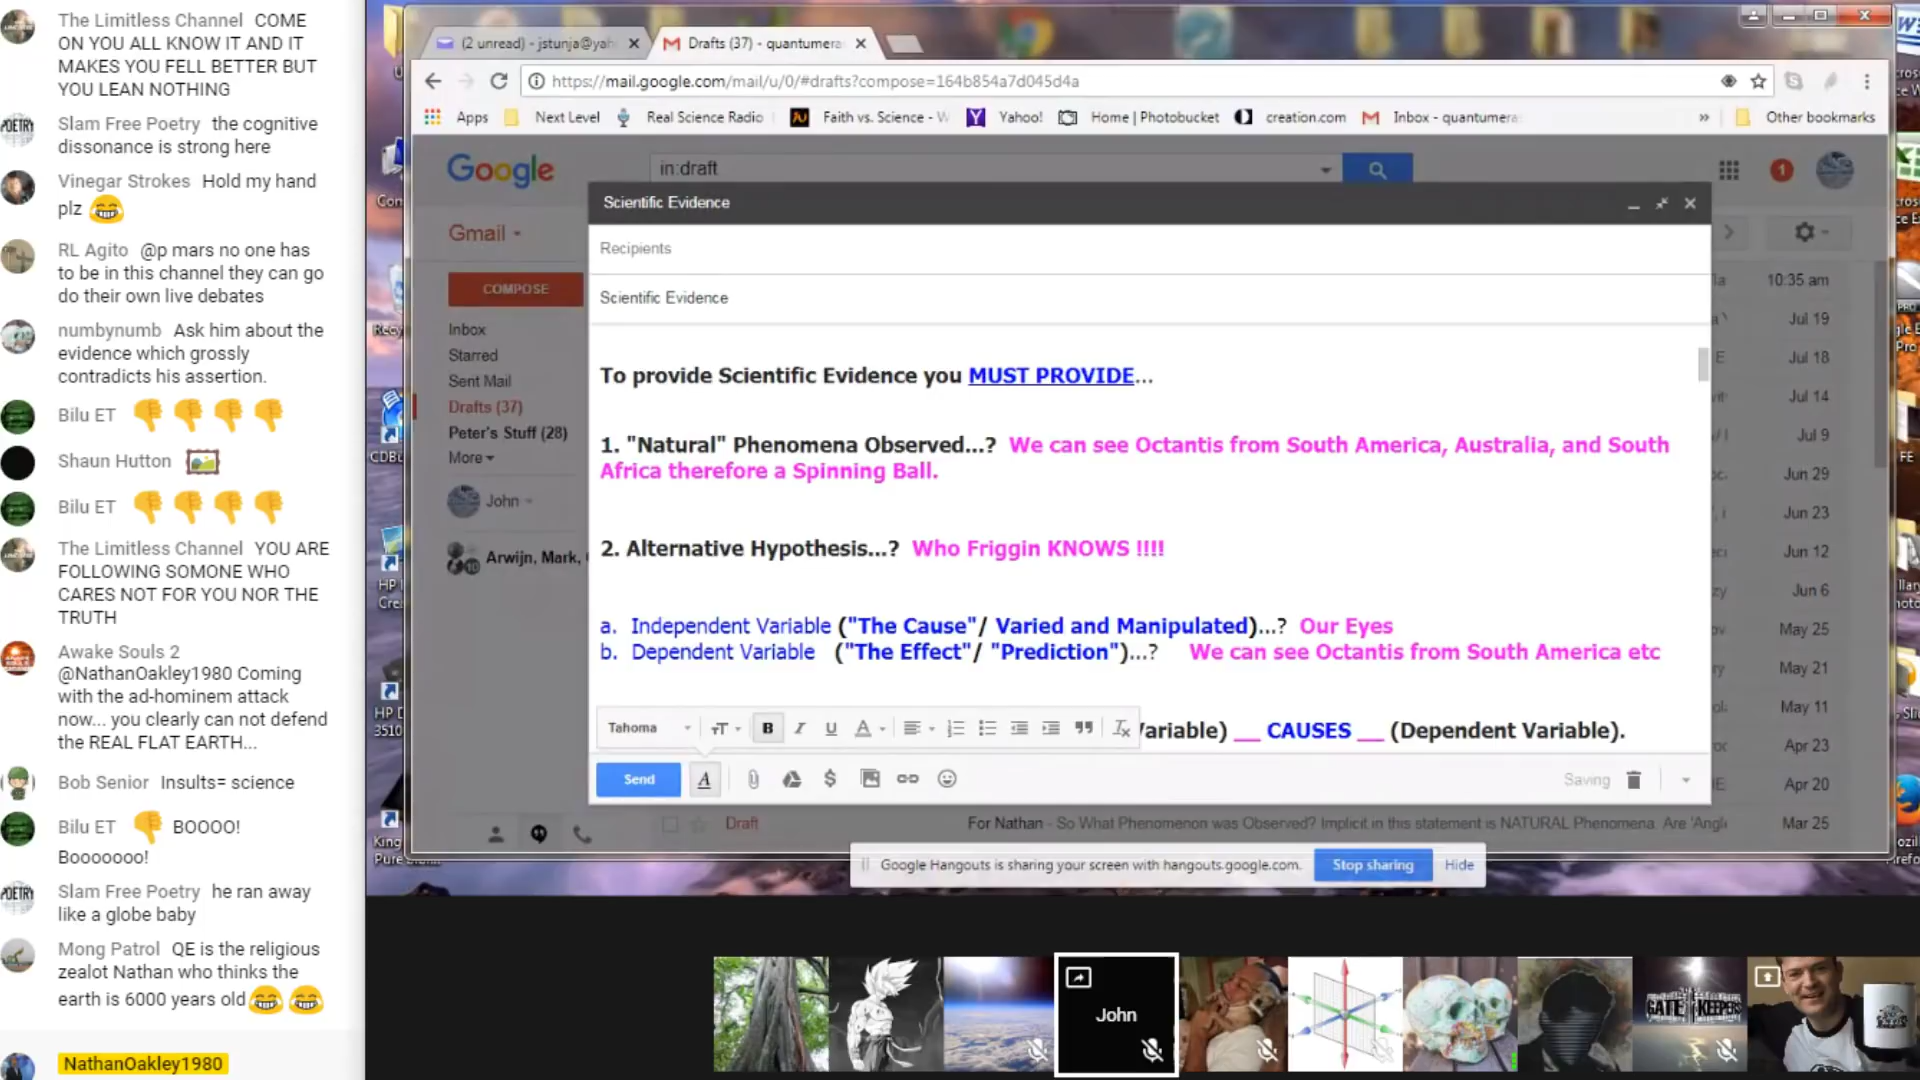 The Limitless Channel COME
ON YOU ALL KNOW IT AND IT
MAKES YOU FELL BETTER BUT
YOU LEAN NOTHING
Slam Free Poetry the cognitive
dissonance is strong here
Vinegar Strokes Hold my hand
plz
RL Agito @p mars no one has
to be in this channel they can go
do their own live debates
numbynumb Ask him about the
evidence which grossly
contradicts his assertion.
Bilu ET
Shaun Hutton
Bilu ET
The Limitless Channel YOU ARE
FOLLOWING SOMONE WHO
CARES NOT FOR YOU NOR THE
TRUTH
Awake Souls 2
@NathanOakley1980 Coming
with the ad-hominem attack
now... you clearly can not defend
the REAL FLAT EARTH...
Bob Senior Insults= science
Bilu ET BOOOO!
Booooooo!
Slam Free Poetry he ran away
like a globe baby
Mong Patrol QE is the religious
zealot Nathan who thinks the
earth is 6000 years old
NathanOakley1980
(2 unread) - jstunja@yah
Drafts (37) - quantumera
https://mail.google.com/mail/u/0/#drafts?compose=164b854a7d045d4a
Apps Next Level Real Science Radio Faith vs. Science - Yahoo! Home | Photobucket creation.com Inbox - quantumera » Other bookmarks
Google
in:draft
1
Gmail
COMPOSE
Inbox
Starred
Sent Mail
Drafts (37)
Peter's Stuff (28)
More
John
Arwijn, Mark,
Scientific Evidence
Recipients
Scientific Evidence
To provide Scientific Evidence you MUST PROVIDE...
1. "Natural" Phenomena Observed...? We can see Octantis from South America, Australia, and South
Africa therefore a Spinning Ball.
2. Alternative Hypothesis...? Who Friggin KNOWS !!!!
a. Independent Variable ("The Cause"/ Varied and Manipulated)...? Our Eyes
b. Dependent Variable ("The Effect"/ "Prediction")...? We can see Octantis from South America etc
Variable) __ CAUSES __ (Dependent Variable).
Tahoma
Send
Saving
10:35 am
Jul 19
Jul 18
Jul 14
Jul 9
Jun 29
Jun 23
Jun 12
Jun 6
May 25
May 21
May 11
Apr 23
Apr 20
Draft For Nathan - So What Phenomenon was Observed? Implicit in this statement is NATURAL Phenomena. Are 'Angl Mar 25
Google Hangouts is sharing your screen with hangouts.google.com. Stop sharing Hide
John
GATE KEEPERS